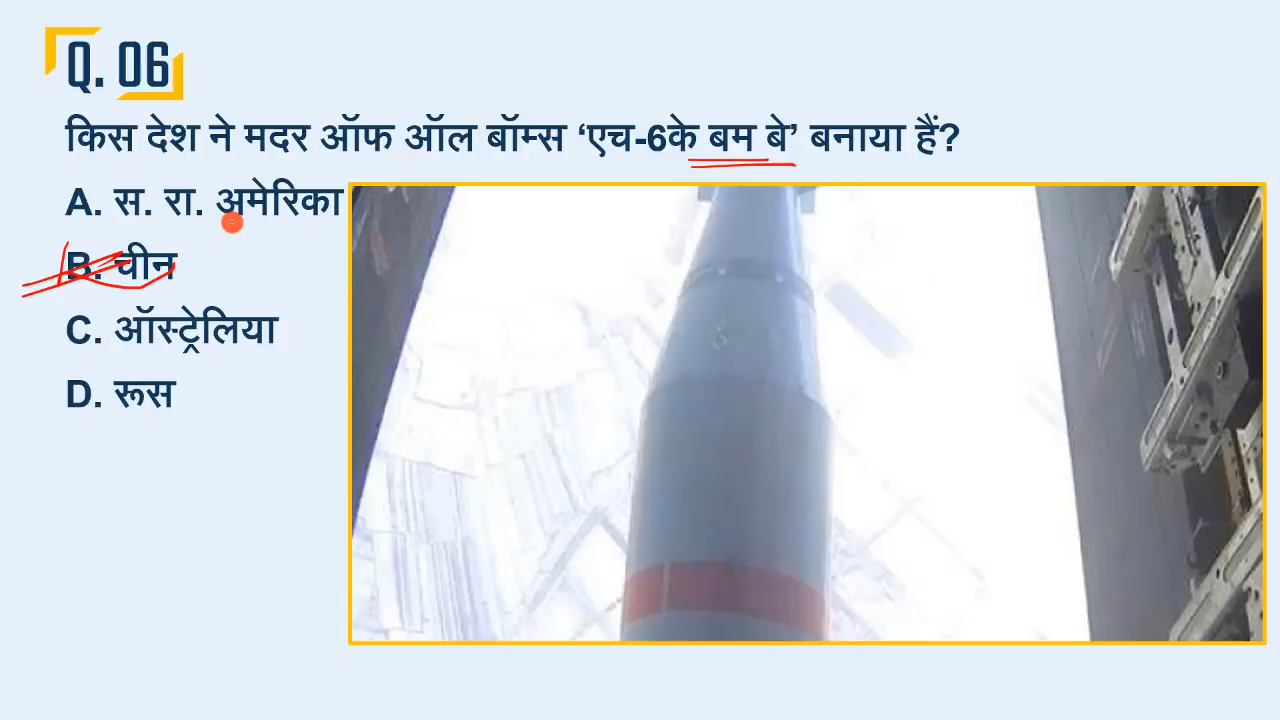 Q. 06
किस देश ने मदर ऑफ ऑल बॉम्स ‘एच-6के बम बे’ बनाया हैं?
A. स. रा. अमेरिका
B. चीन
C. ऑस्ट्रेलिया
D. रूस